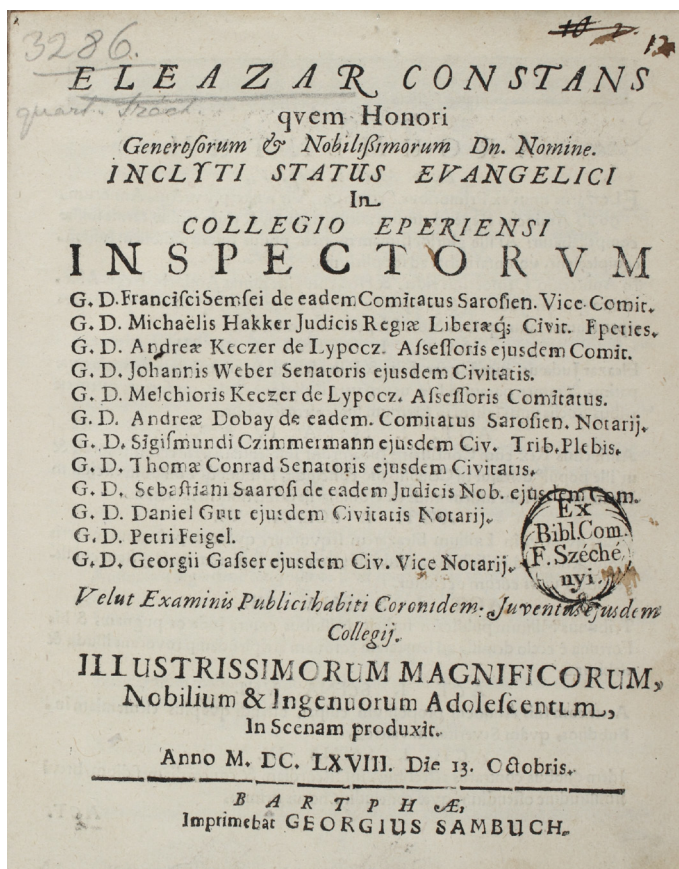 3286.
10 2. 12
ELEAZAR CONSTANS
quart. Troch.
qvem Honori
Generoſorum & Nobilißimorum Dn. Nomine.
INCLYTI STATUS EVANGELICI
In
COLLEGIO EPERIENSI
INSPECTORVM
G. D. Franciſci Semſei de eadem Comitatus Saroſien. Vice Comit.
G. D. Michaëlis Hakker Judicis Regiæ Liberæq; Civit. Eperies.
G. D. Andreæ Keczer de Lypocz. Aſſeſſoris ejusdem Comit.
G. D. Johannis Weber Senatoris ejusdem Civitatis.
G. D. Melchioris Keczer de Lypocz. Aſſeſſoris Comitatus.
G. D. Andreæ Dobay de eadem. Comitatus Saroſien. Notarij.
G. D. Sigiſmundi Czimmermann ejusdem Civ. Trib. Plebis.
G. D. Thomæ Conrad Senatoris ejusdem Civitatis.
G. D. Sebaſtiani Saaroſi de eadem Judicis Nob. ejusdem Com.
G. D. Daniel Gutt ejusdem Civitatis Notarij.
G. D. Petri Feigel.
G. D. Georgii Gaſser ejusdem Civ. Vice Notarij.
Ex
Bibl. Com.
F. Széche
nyi.
Velut Examinis Publici habiti Coronidem. Juventus ejusdem
Collegij.
ILLUSTRISSIMORUM MAGNIFICORUM,
Nobilium & Ingenuorum Adoleſcentum,
In Scenam produxit.
Anno M. DC. LXVIII. Die 13. Octobris.
BARTPHÆ,
Imprimebat GEORGIUS SAMBUCH.